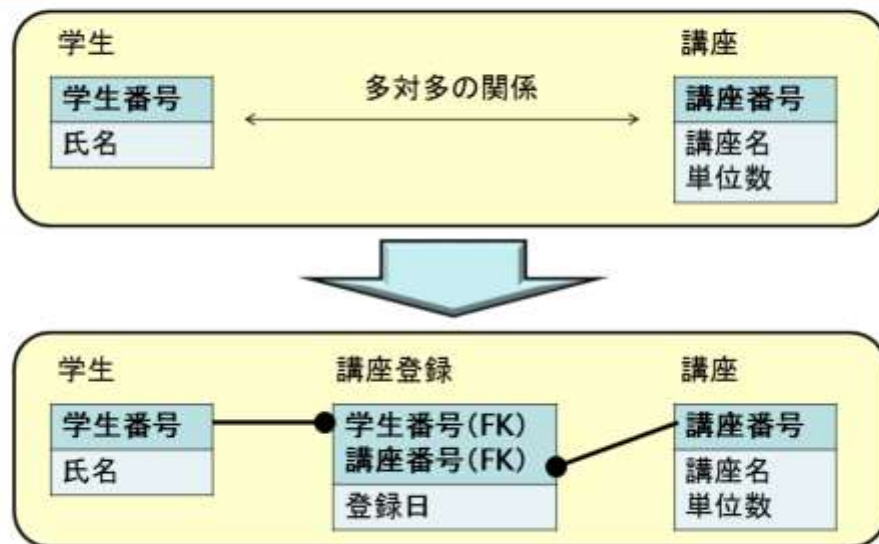 学生
講座
学生番号
氏名
多対多の関係
講座番号
講座名
単位数
学生
講座登録
講座
学生番号
氏名
学生番号(FK)
講座番号(FK)
登録日
講座番号
講座名
単位数